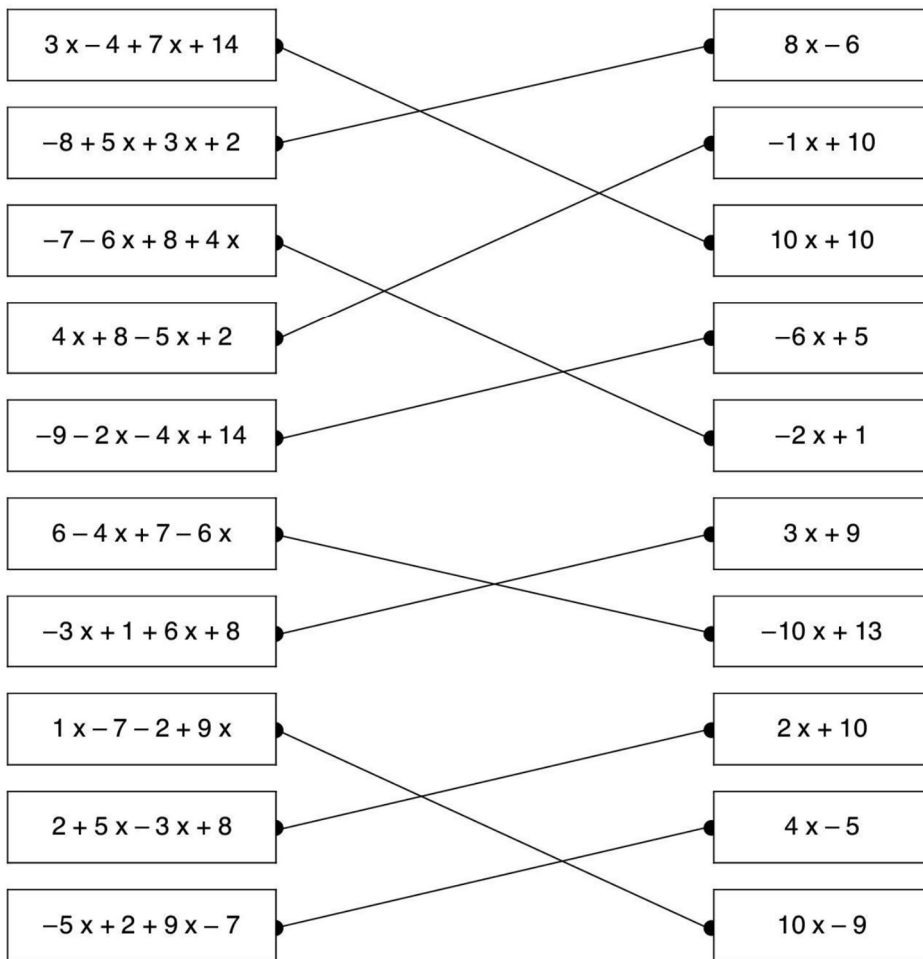 3 x – 4 + 7 x + 14 8 x – 6
–8 + 5 x + 3 x + 2 –1 x + 10
–7 – 6 x + 8 + 4 x 10 x + 10
4 x + 8 – 5 x + 2 –6 x + 5
–9 – 2 x – 4 x + 14 –2 x + 1
6 – 4 x + 7 – 6 x 3 x + 9
–3 x + 1 + 6 x + 8 –10 x + 13
1 x – 7 – 2 + 9 x 2 x + 10
2 + 5 x – 3 x + 8 4 x – 5
–5 x + 2 + 9 x – 7 10 x – 9